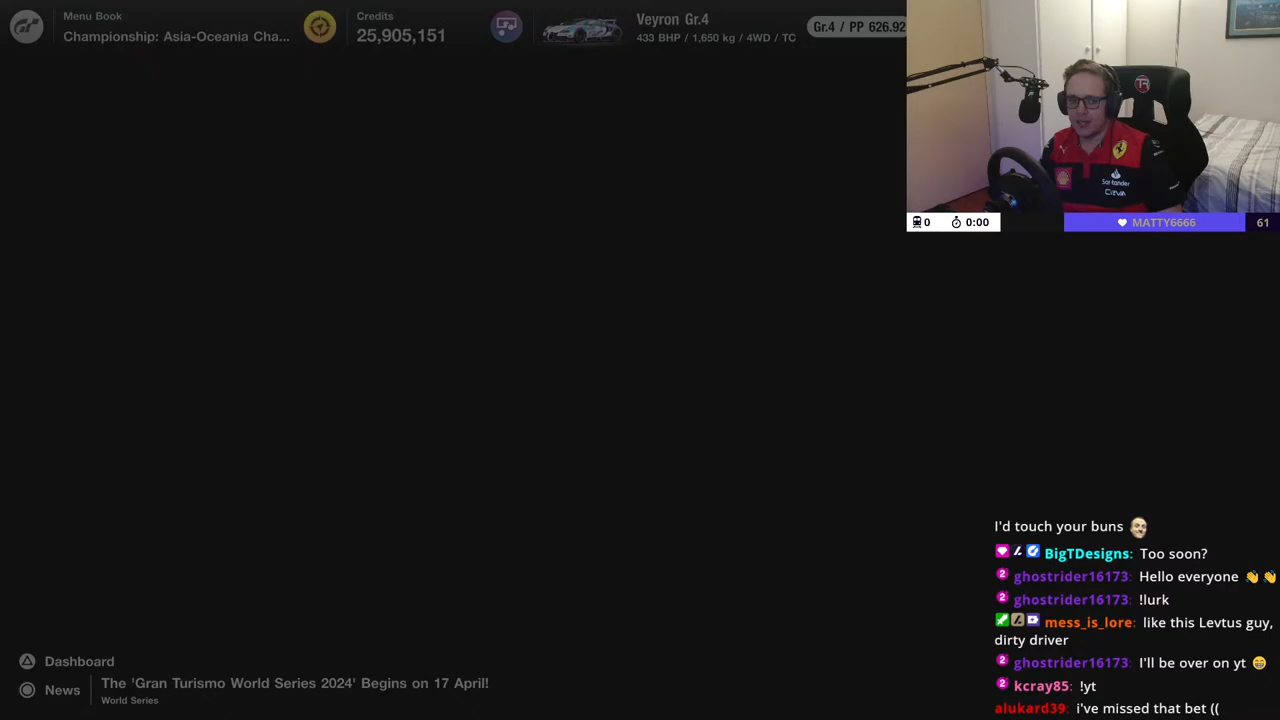 Menu Book
Championship: Asia-Oceania Cha...
Credits
25,905,151
Veyron Gr.4
433 BHP / 1,650 kg / 4WD / TC
Gr.4 / PP 626.92
Santander
0
0:00
MATTY6666
61
I'd touch your buns
BigTDesigns: Too soon?
ghostrider16173: Hello everyone
ghostrider16173: !lurk
mess_is_lore: like this Levtus guy,
dirty driver
ghostrider16173: I'll be over on yt
kcray85: !yt
alukard39: i've missed that bet ((
Dashboard
News
The 'Gran Turismo World Series 2024' Begins on 17 April!
World Series